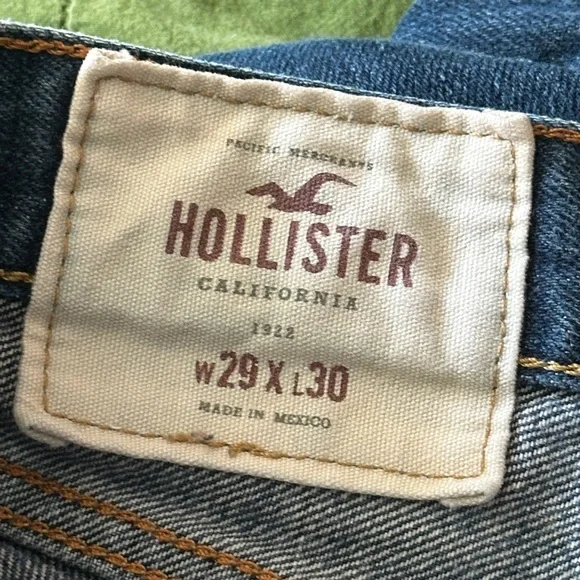 PACIFIC MERCHANTS
HOLLISTER
CALIFORNIA
1922
W29 X L30
MADE IN MEXICO